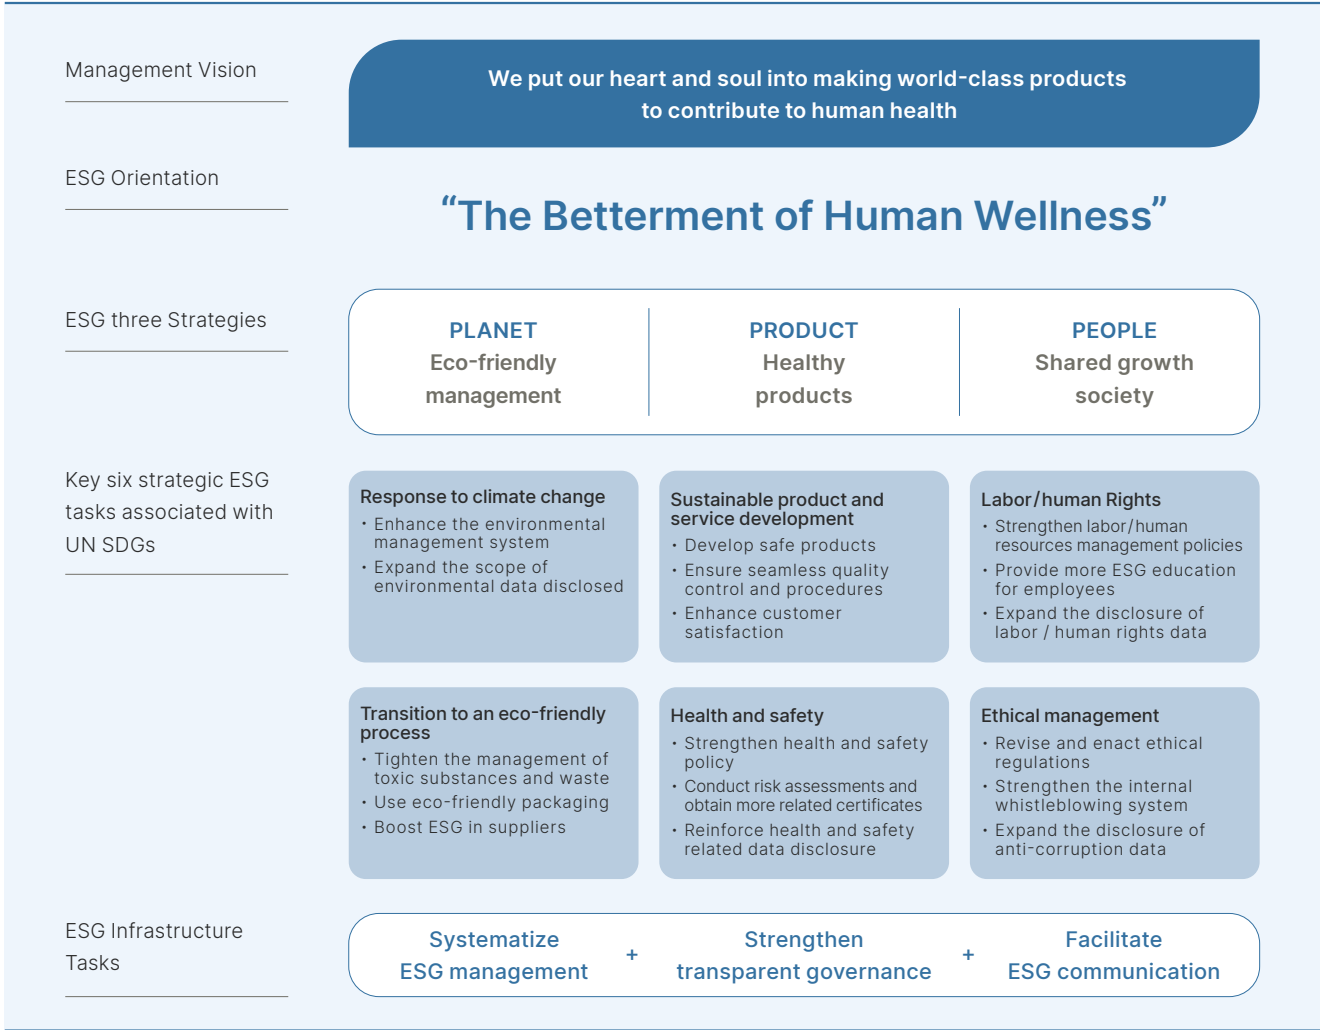 Management Vision
We put our heart and soul into making world-class products
to contribute to human health
ESG Orientation
“The Betterment of Human Wellness”
ESG three Strategies
PLANET
Eco-friendly
management
PRODUCT
Healthy
products
PEOPLE
Shared growth
society
Key six strategic ESG
tasks associated with
UN SDGs
Response to climate change
· Enhance the environmental
management system
· Expand the scope of
environmental data disclosed
Sustainable product and
service development
· Develop safe products
· Ensure seamless quality
control and procedures
· Enhance customer
satisfaction
Labor/human Rights
· Strengthen labor/human
resources management policies
· Provide more ESG education
for employees
· Expand the disclosure of
labor / human rights data
Transition to an eco-friendly
process
· Tighten the management of
toxic substances and waste
· Use eco-friendly packaging
· Boost ESG in suppliers
Health and safety
· Strengthen health and safety
policy
· Conduct risk assessments and
obtain more related certificates
· Reinforce health and safety
related data disclosure
Ethical management
· Revise and enact ethical
regulations
· Strengthen the internal
whistleblowing system
· Expand the disclosure of
anti-corruption data
ESG Infrastructure
Tasks
Systematize
ESG management
+
Strengthen
transparent governance
+
Facilitate
ESG communication